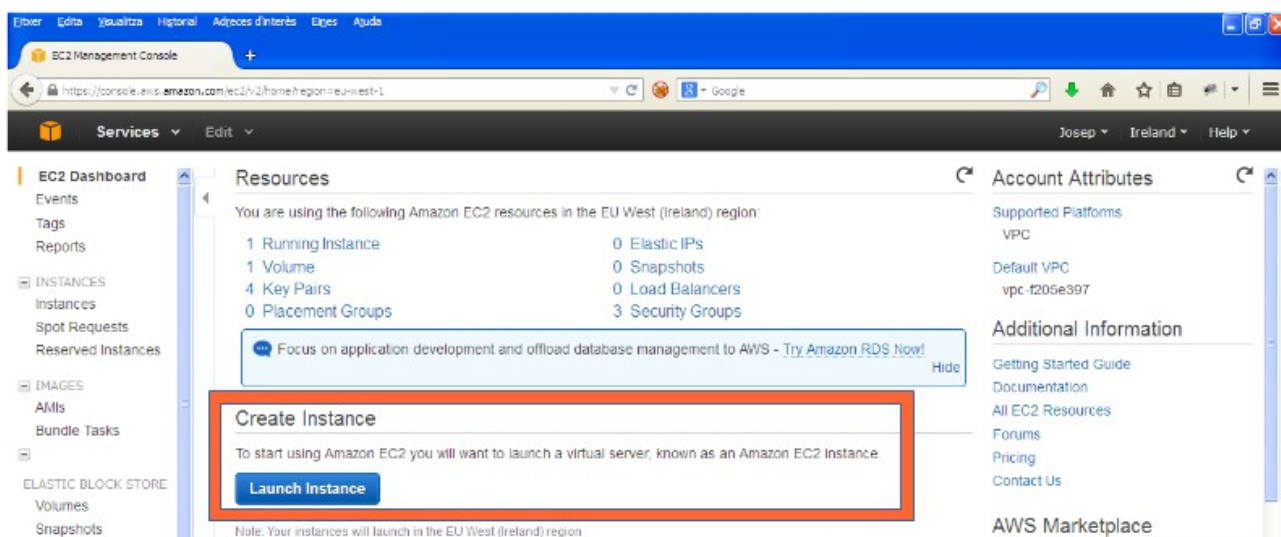 Fitxer Edita Visualitza Historial Adreces d'interès Eines Ajuda
EC2 Management Console
https://console.aws.amazon.com/ec2/v2/home?region=eu-west-1
Google
Services Edit Josep Ireland Help
EC2 Dashboard
Events
Tags
Reports
INSTANCES
Instances
Spot Requests
Reserved Instances
IMAGES
AMIs
Bundle Tasks
ELASTIC BLOCK STORE
Volumes
Snapshots
Resources
You are using the following Amazon EC2 resources in the EU West (Ireland) region:
1 Running Instance 0 Elastic IPs
1 Volume 0 Snapshots
4 Key Pairs 0 Load Balancers
0 Placement Groups 3 Security Groups
Focus on application development and offload database management to AWS - Try Amazon RDS Now!
Hide
Create Instance
To start using Amazon EC2 you will want to launch a virtual server, known as an Amazon EC2 instance.
Launch Instance
Note: Your instances will launch in the EU West (Ireland) region
Account Attributes
Supported Platforms
VPC
Default VPC
vpc-f205e397
Additional Information
Getting Started Guide
Documentation
All EC2 Resources
Forums
Pricing
Contact Us
AWS Marketplace